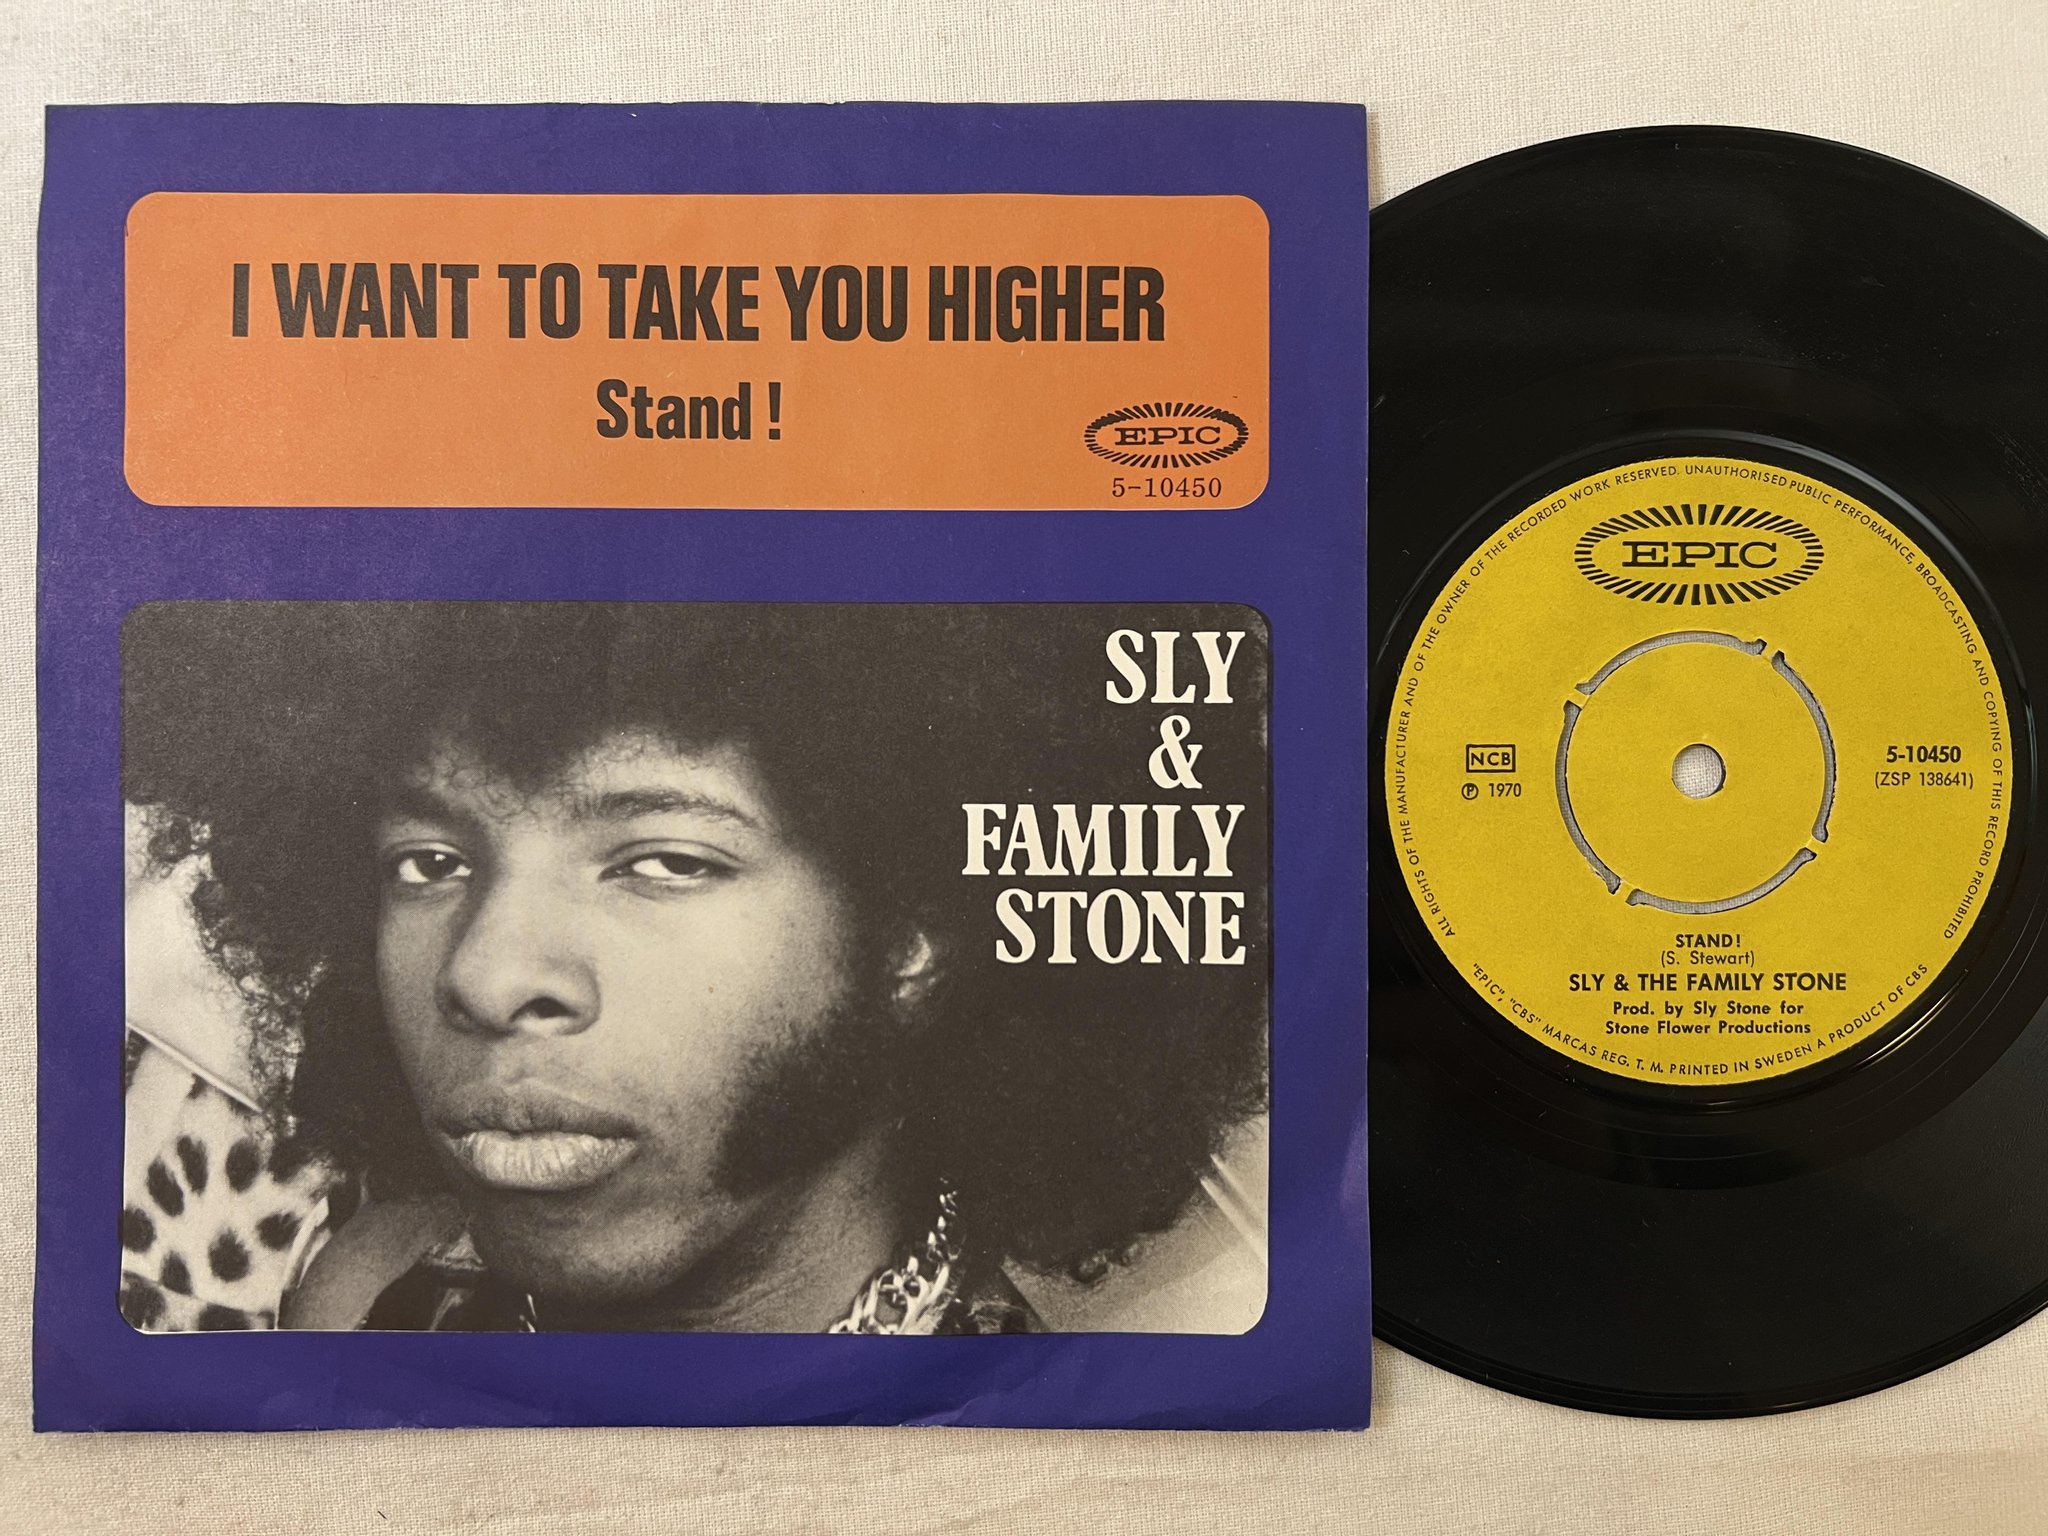 I WANT TO TAKE YOU HIGHER
Stand!
EPIC
5-10450
SLY
&
FAMILY
STONE
ALL RIGHTS OF THE MANUFACTURER AND OF THE OWNER OF THE RECORDED WORK RESERVED. UNAUTHORISED PUBLIC PERFORMANCE, BROADCASTING AND COPYING OF THIS RECORD PROHIBITED
EPIC
NCB
℗ 1970
5-10450
(ZSP 138641)
STAND!
(S. Stewart)
SLY & THE FAMILY STONE
Prod. by Sly Stone for
Stone Flower Productions
"EPIC", "CBS" MARCAS REG. T. M. PRINTED IN SWEDEN A PRODUCT OF CBS